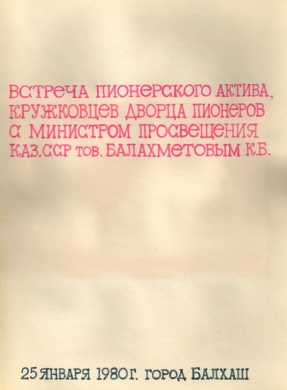 ВСТРЕЧА ПИОНЕРСКОГО АКТИВА,
КРУЖКОВЦЕВ ДВОРЦА ПИОНЕРОВ
С МИНИСТРОМ ПРОСВЕЩЕНИЯ
КАЗ.ССР ТОВ. БАЛАХМЕТОВЫМ К.Б.
25 ЯНВАРЯ 1980 Г. ГОРОД БАЛХАШ